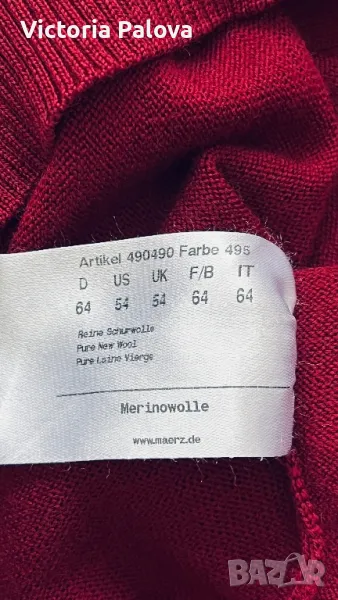 Victoria Palova
Artikel 490490 Farbe 495
D US UK F/B IT
64 54 54 64 64
Reine Schurwolle
Pure New Wool
Pure Laine Vierge
Merinowolle
www.maerz.de
BAZAR